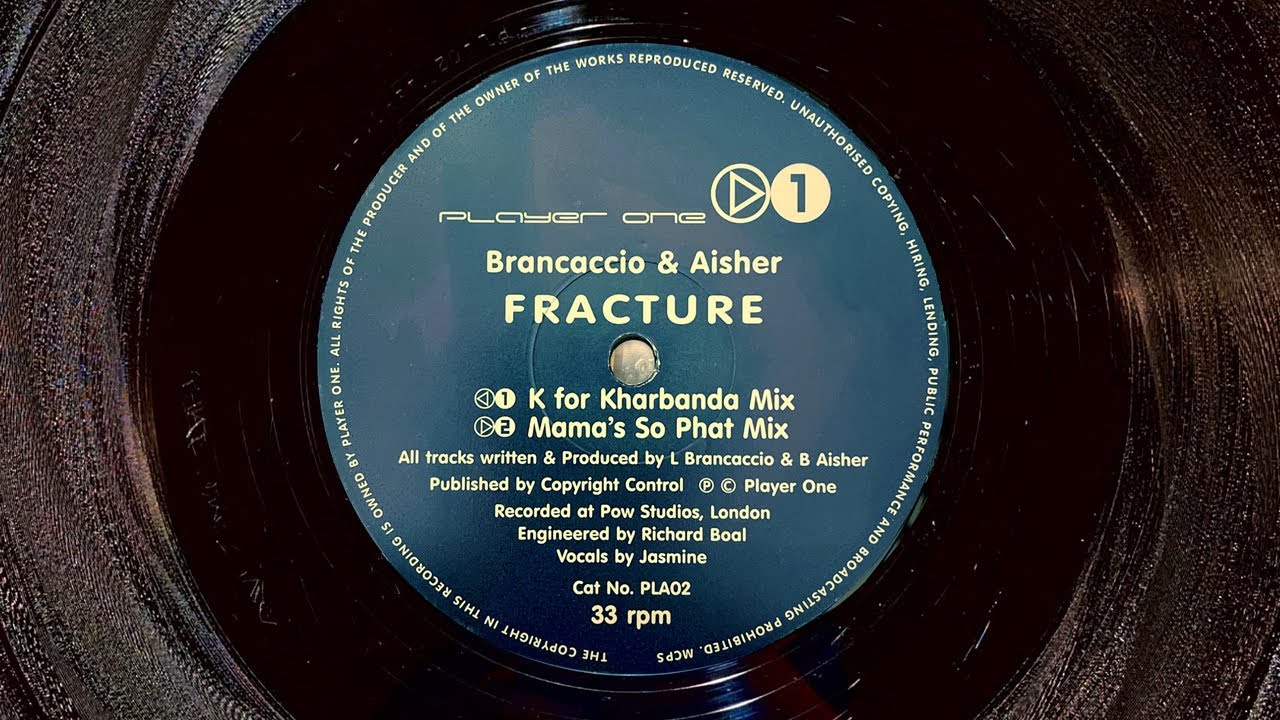 THE COPYRIGHT IN THIS RECORDING IS OWNED BY PLAYER ONE. ALL RIGHTS OF THE PRODUCER AND OF THE OWNER OF THE WORKS REPRODUCED RESERVED. UNAUTHORISED COPYING, HIRING, LENDING, PUBLIC PERFORMANCE AND BROADCASTING PROHIBITED. MCPS
PLAYER ONE 1
Brancaccio & Aisher
FRACTURE
1 K for Kharbanda Mix
2 Mama's So Phat Mix
All tracks written & Produced by L Brancaccio & B Aisher
Published by Copyright Control ℗ © Player One
Recorded at Pow Studios, London
Engineered by Richard Boal
Vocals by Jasmine
Cat No. PLA02
33 rpm